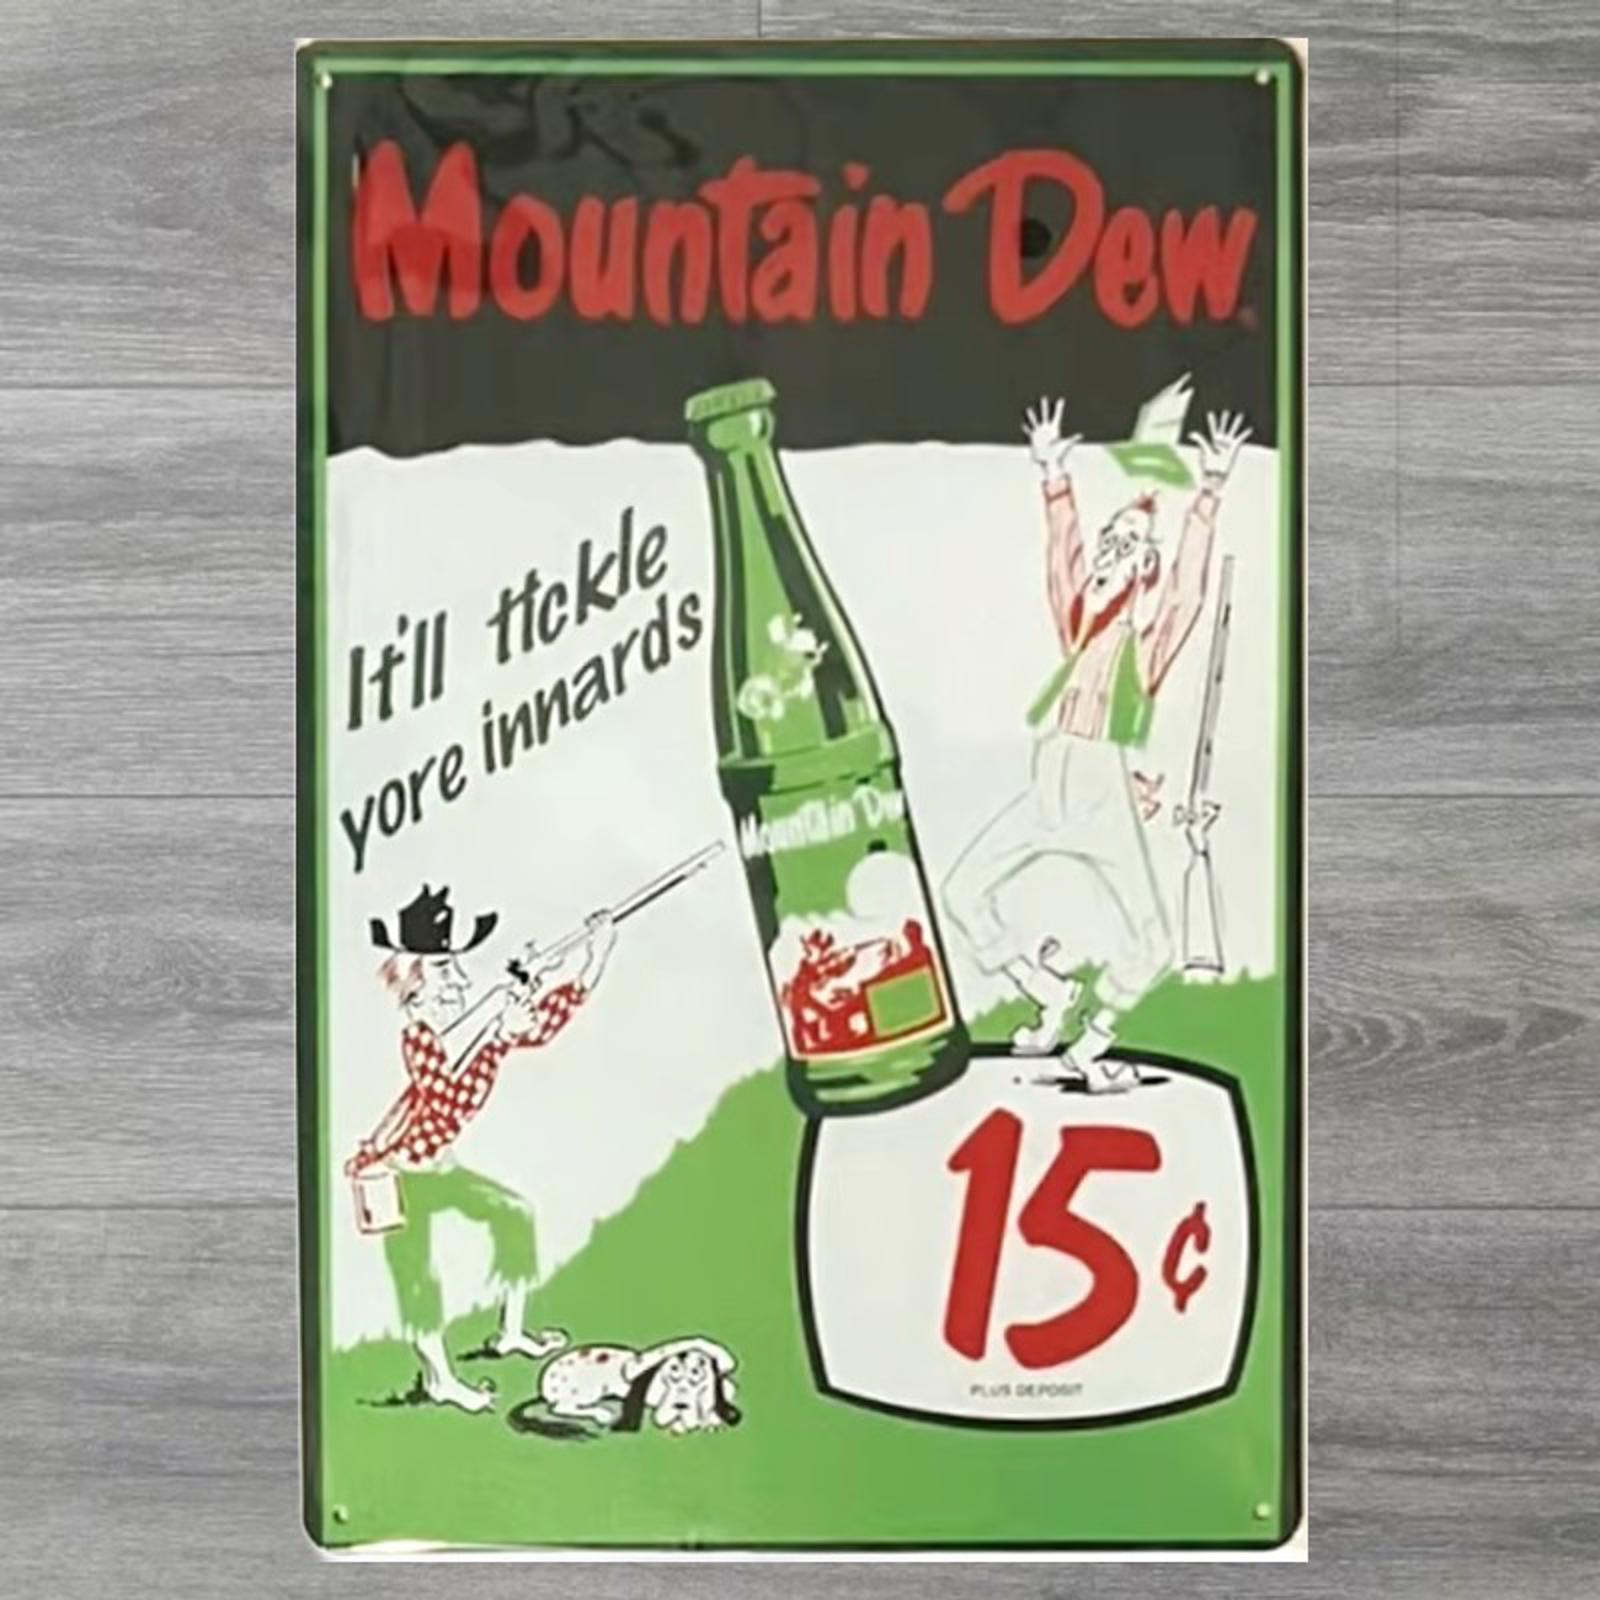 Mountain Dew
It'll tickle
yore innards
Mountain Dew
15¢
PLUS DEPOSIT